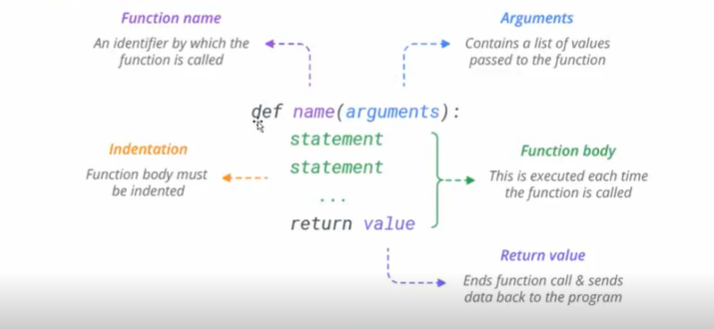 Function name
An identifier by which the
function is called
Arguments
Contains a list of values
passed to the function
def name(arguments):
statement
statement
...
return value
Indentation
Function body must
be indented
Function body
This is executed each time
the function is called
Return value
Ends function call & sends
data back to the program